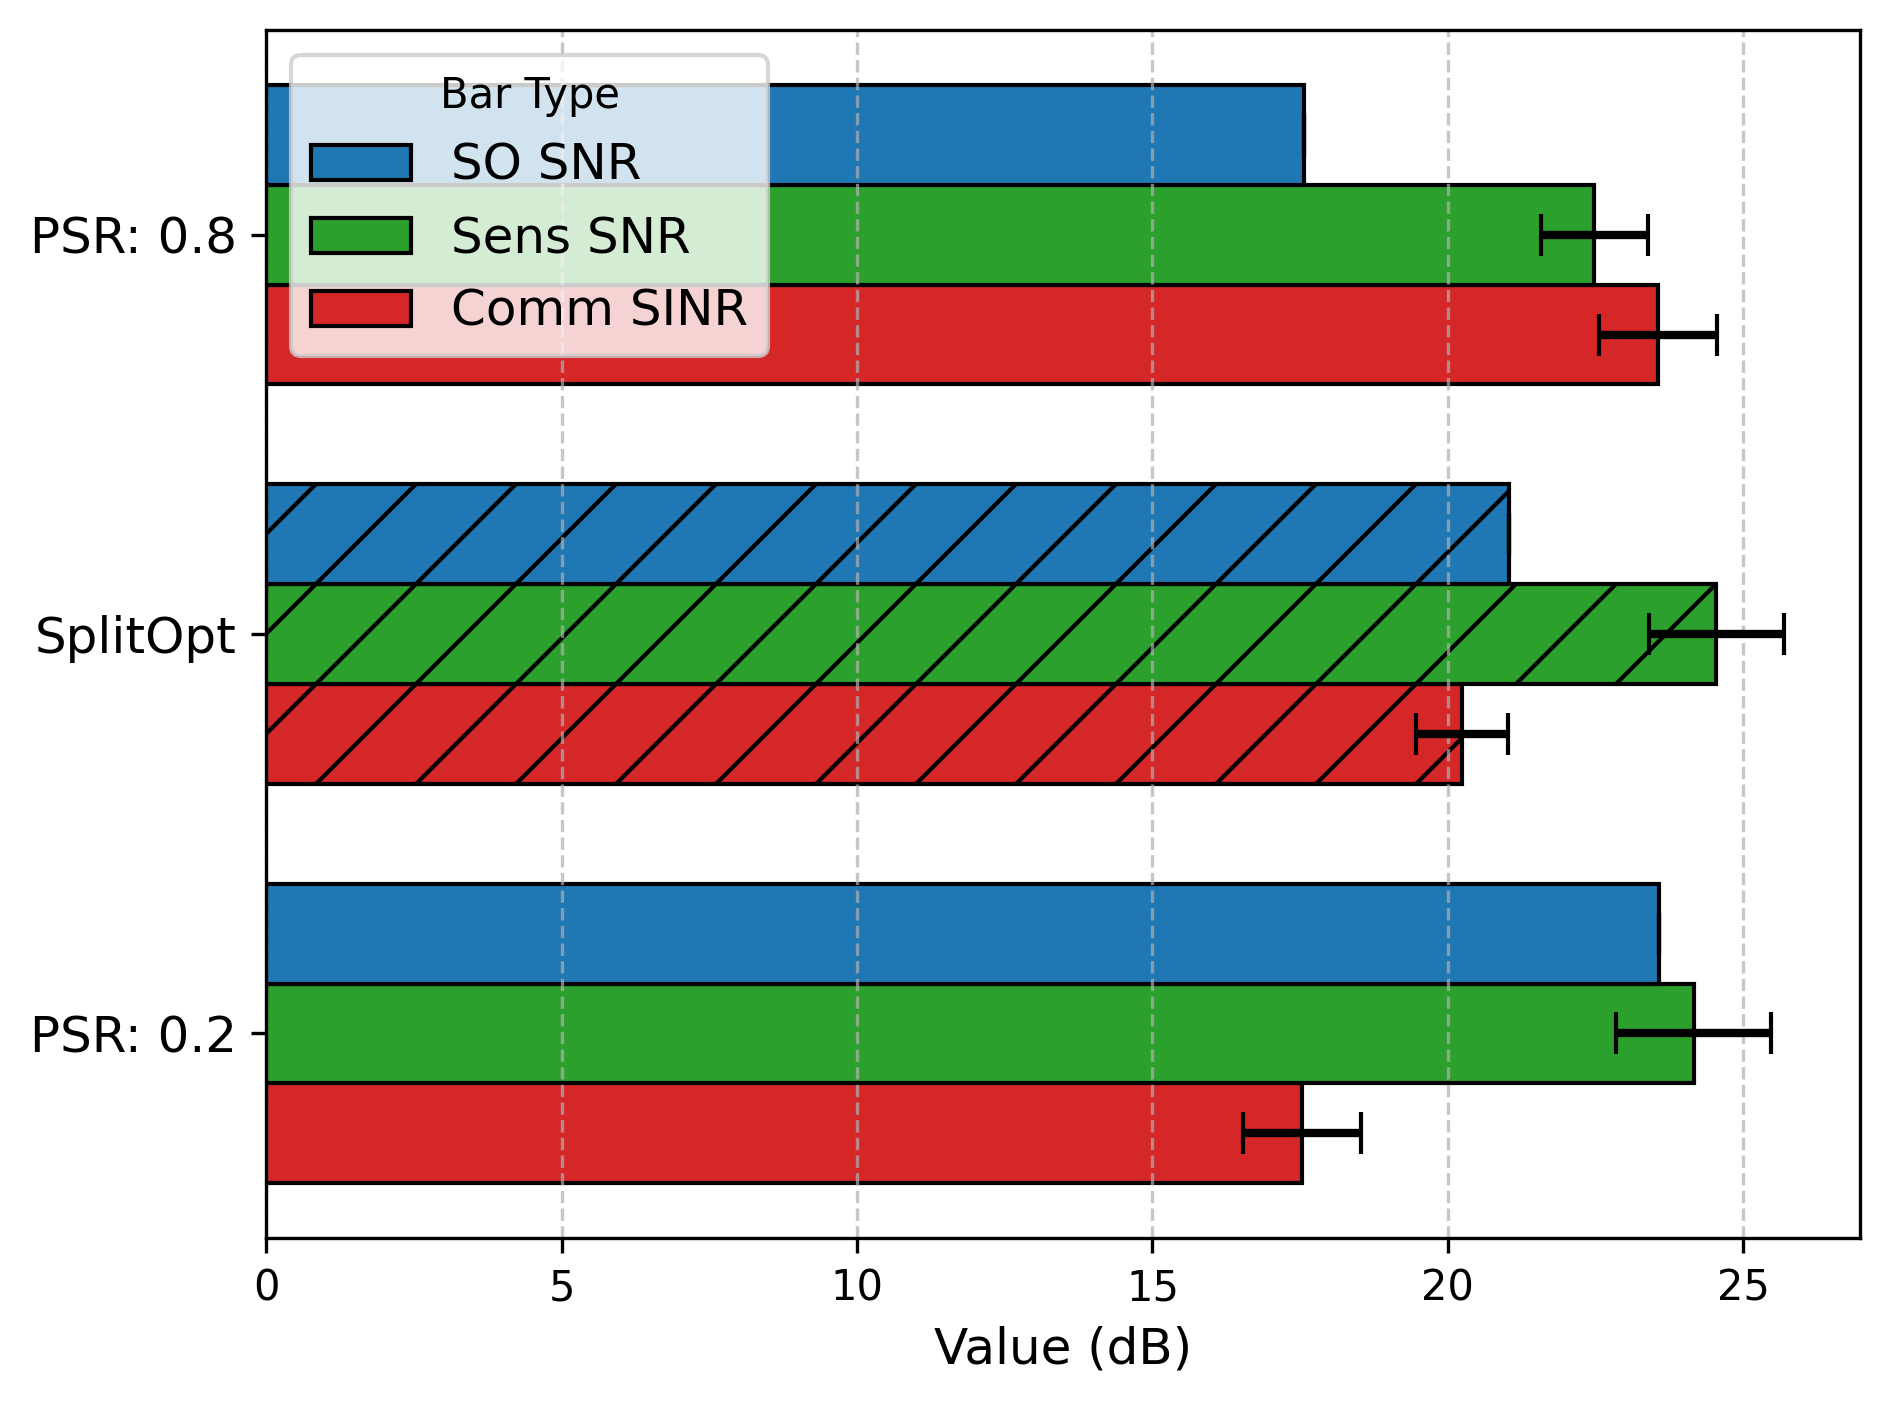 Bar Type
SO SNR
Sens SNR
Comm SINR
PSR: 0.8
SplitOpt
PSR: 0.2
0 5 10 15 20 25
Value (dB)